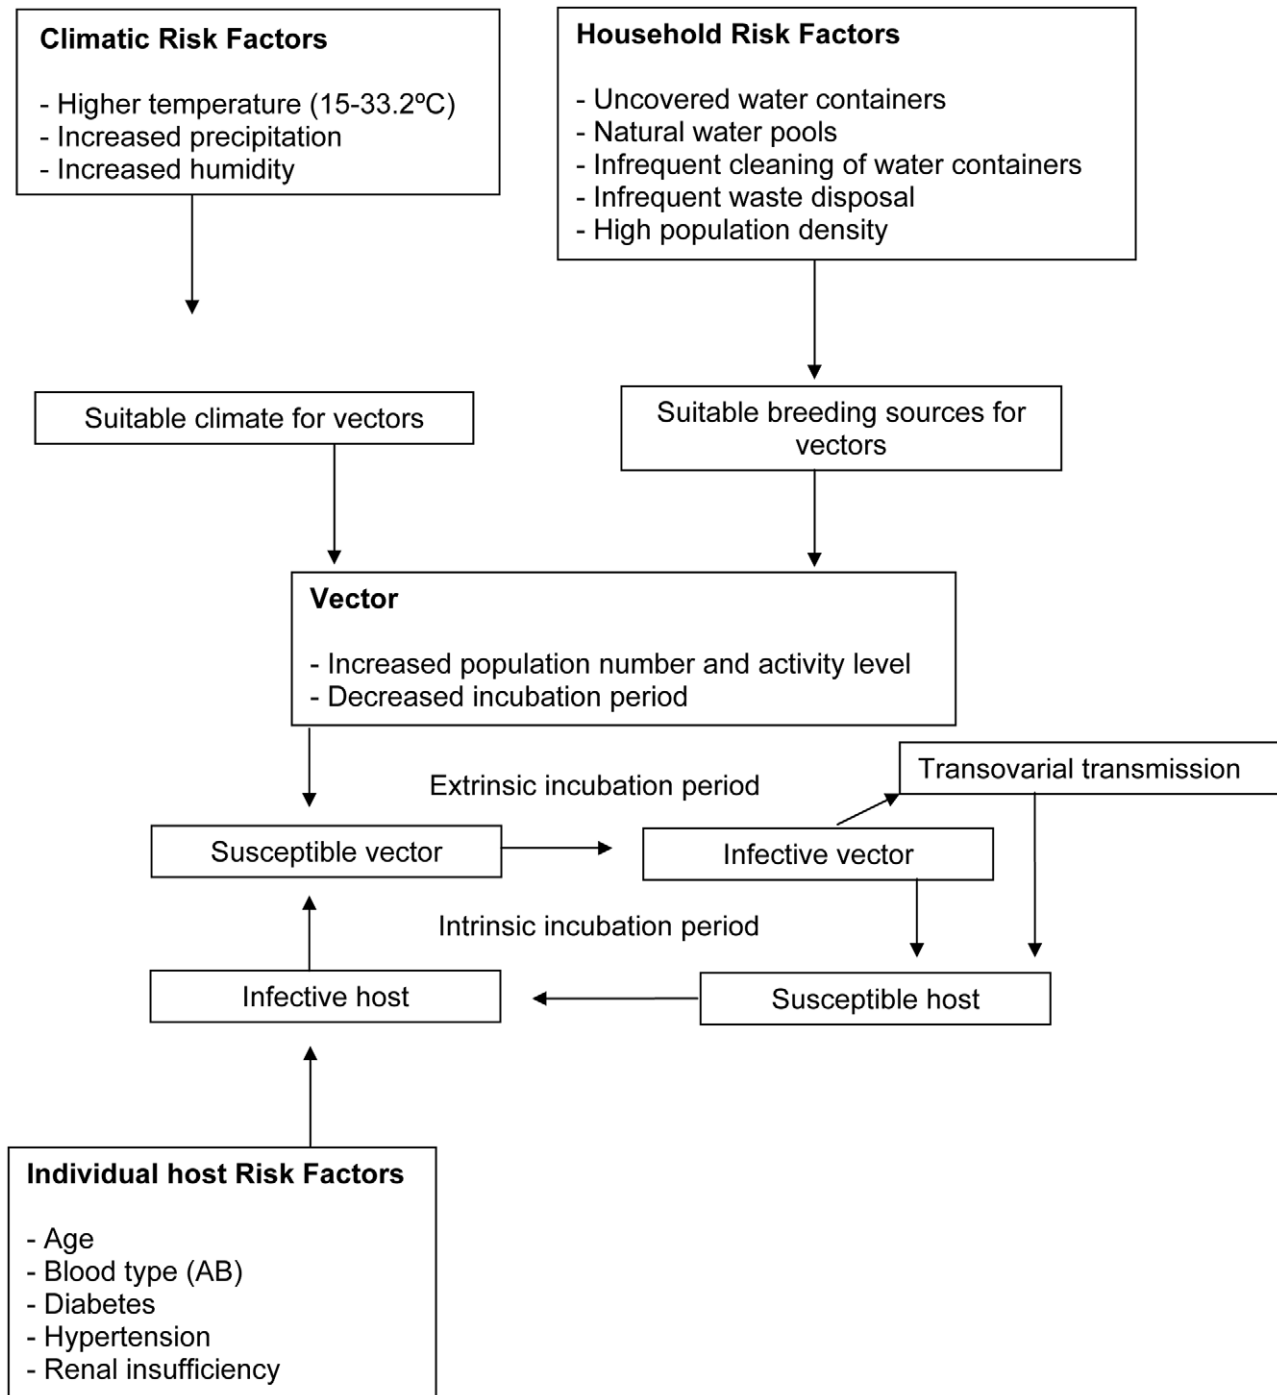 Climatic Risk Factors
- Higher temperature (15-33.2ºC)
- Increased precipitation
- Increased humidity
Household Risk Factors
- Uncovered water containers
- Natural water pools
- Infrequent cleaning of water containers
- Infrequent waste disposal
- High population density
Suitable climate for vectors
Suitable breeding sources for
vectors
Vector
- Increased population number and activity level
- Decreased incubation period
Transovarial transmission
Extrinsic incubation period
Susceptible vector
Infective vector
Intrinsic incubation period
Infective host
Susceptible host
Individual host Risk Factors
- Age
- Blood type (AB)
- Diabetes
- Hypertension
- Renal insufficiency